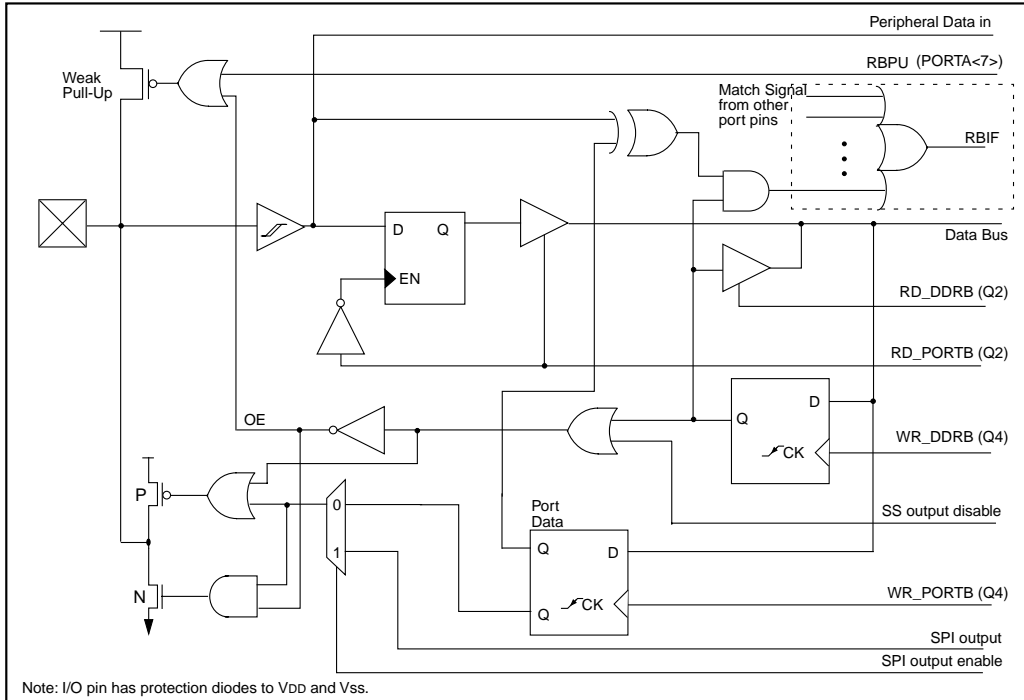 Peripheral Data in
RBPU (PORTA<7>)
Weak
Pull-Up
Match Signal
from other
port pins
RBIF
D
Q
EN
Data Bus
RD_DDRB (Q2)
RD_PORTB (Q2)
OE
Q
D
CK
WR_DDRB (Q4)
P
0
1
Port
Data
SS output disable
Q
D
N
Q
CK
WR_PORTB (Q4)
SPI output
SPI output enable
Note: I/O pin has protection diodes to VDD and Vss.